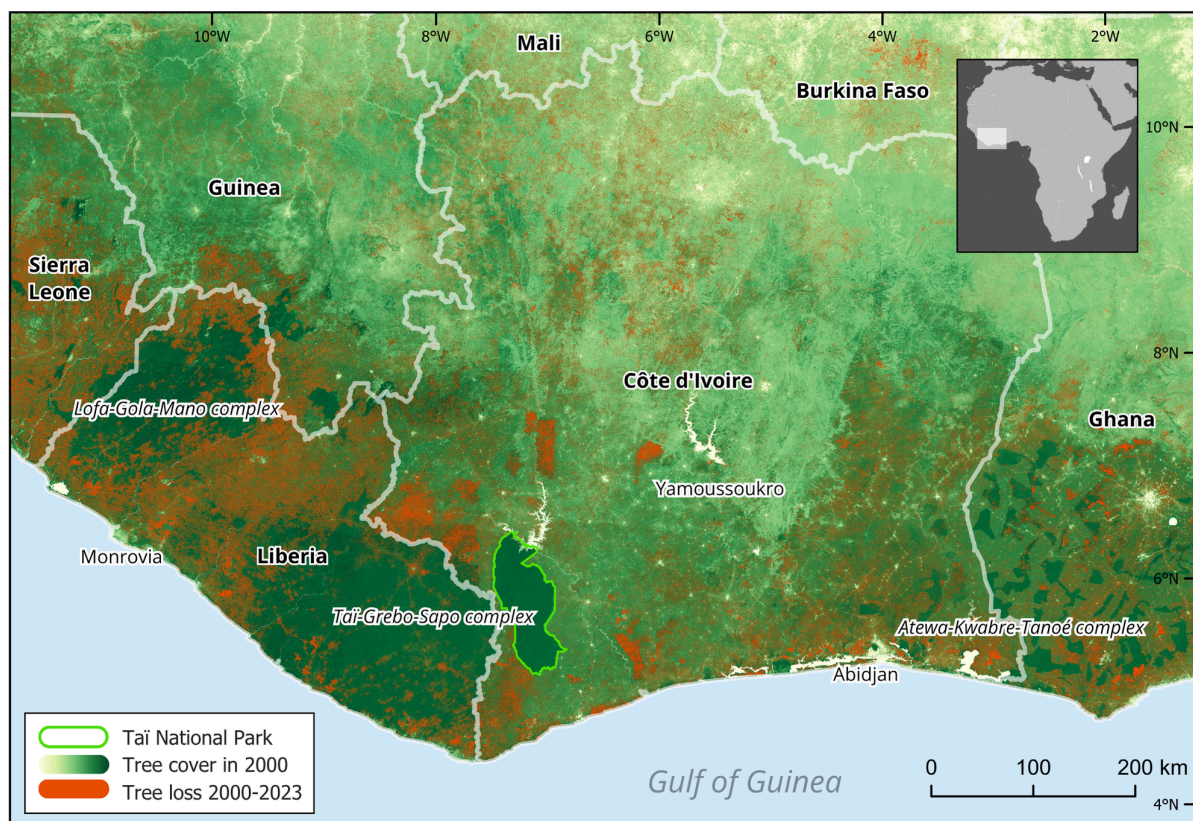 10°W
8°W
6°W
4°W
2°W
Mali
Burkina Faso
10°N
Guinea
Sierra
Leone
8°N
Côte d'Ivoire
Lofa-Gola-Mano complex
Ghana
Yamoussoukro
Monrovia
Liberia
6°N
Taï-Grebo-Sapo complex
Atewa-Kwabre-Tanoé complex
Abidjan
Taï National Park
Tree cover in 2000
Tree loss 2000-2023
Gulf of Guinea
0 100 200 km
4°N